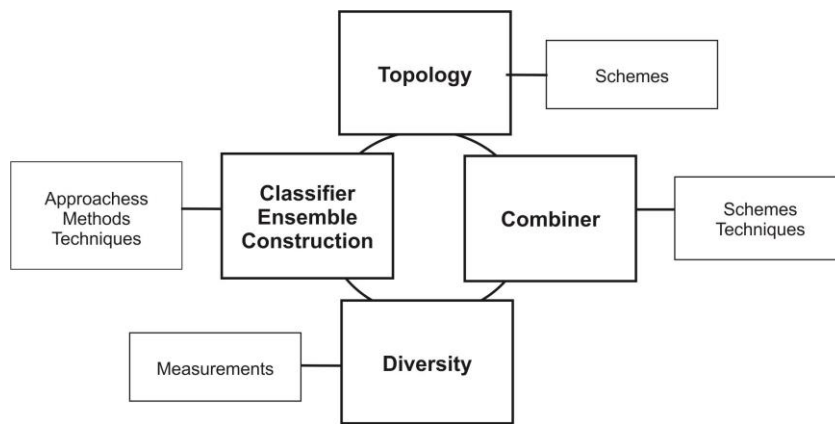 Topology
Schemes
Approachess
Methods
Techniques
Classifier
Ensemble
Construction
Combiner
Schemes
Techniques
Measurements
Diversity